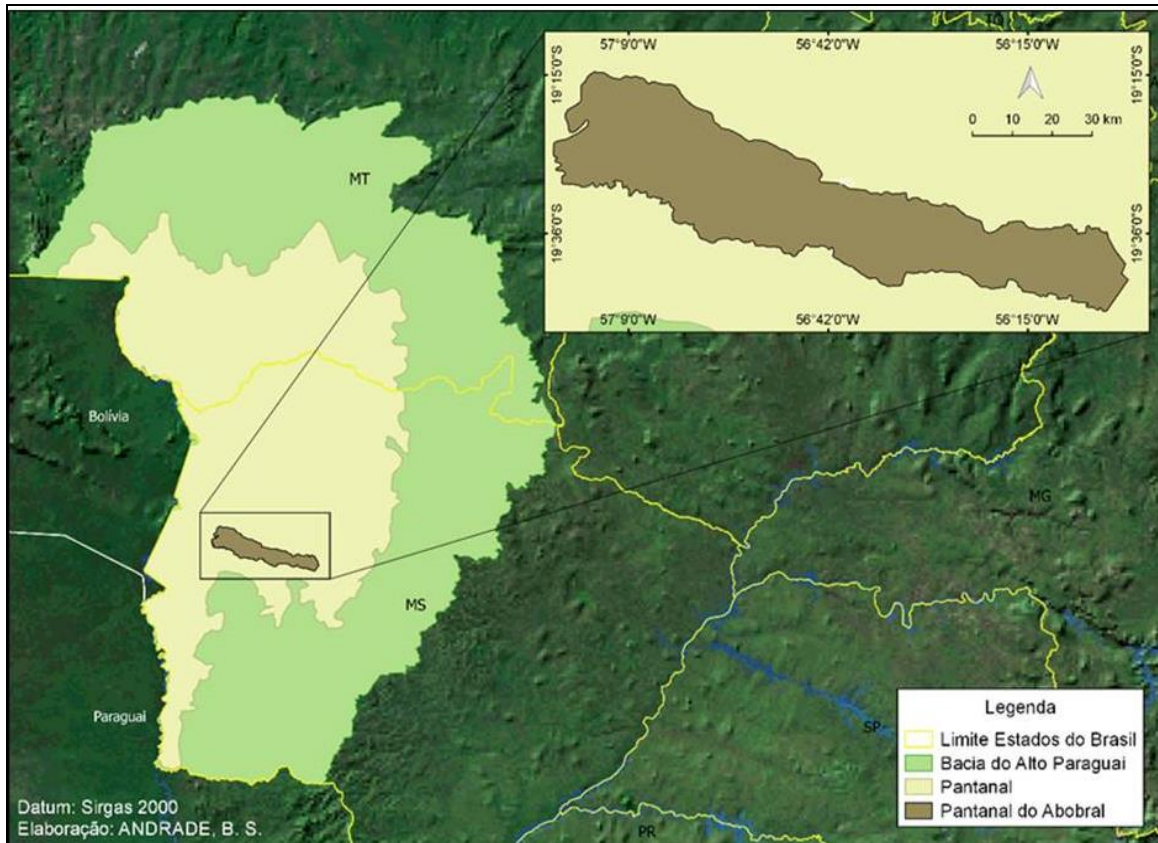 57°9'0"W 56°42'0"W 56°15'0"W
19°15'0"S 19°15'0"S
0 10 20 30 km
19°36'0"S 19°36'0"S
57°9'0"W 56°42'0"W 56°15'0"W
MT
Bolívia
MG
MS
Paraguai
SP
PR
Legenda
Limite Estados do Brasil
Bacia do Alto Paraguai
Pantanal
Pantanal do Abobral
Datum: Sirgas 2000
Elaboração: ANDRADE, B. S.